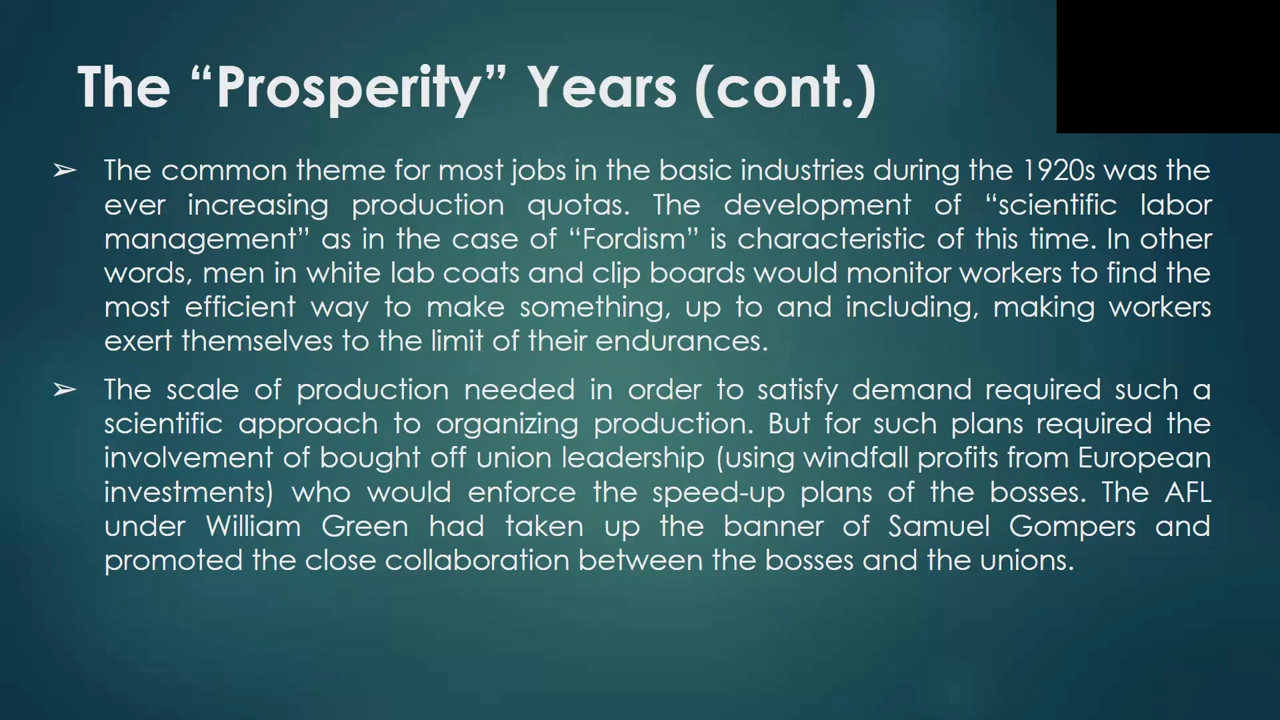 The “Prosperity” Years (cont.)
➢ The common theme for most jobs in the basic industries during the 1920s was the
ever increasing production quotas. The development of “scientific labor
management” as in the case of “Fordism” is characteristic of this time. In other
words, men in white lab coats and clip boards would monitor workers to find the
most efficient way to make something, up to and including, making workers
exert themselves to the limit of their endurances.
➢ The scale of production needed in order to satisfy demand required such a
scientific approach to organizing production. But for such plans required the
involvement of bought off union leadership (using windfall profits from European
investments) who would enforce the speed-up plans of the bosses. The AFL
under William Green had taken up the banner of Samuel Gompers and
promoted the close collaboration between the bosses and the unions.